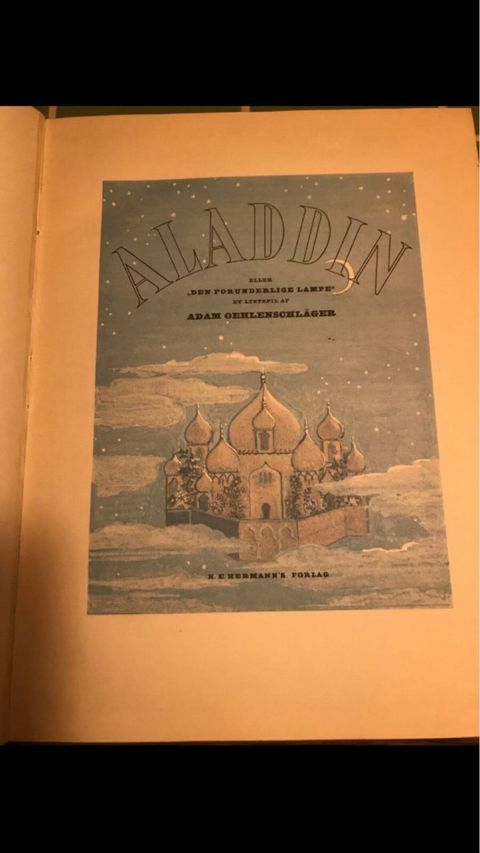 ALADDIN
ELLER
„DEN FORUNDERLIGE LAMPE“
ET LYSTSPIL AF
ADAM OEHLENSCHLÄGER
N. E. HERMANN'S FORLAG